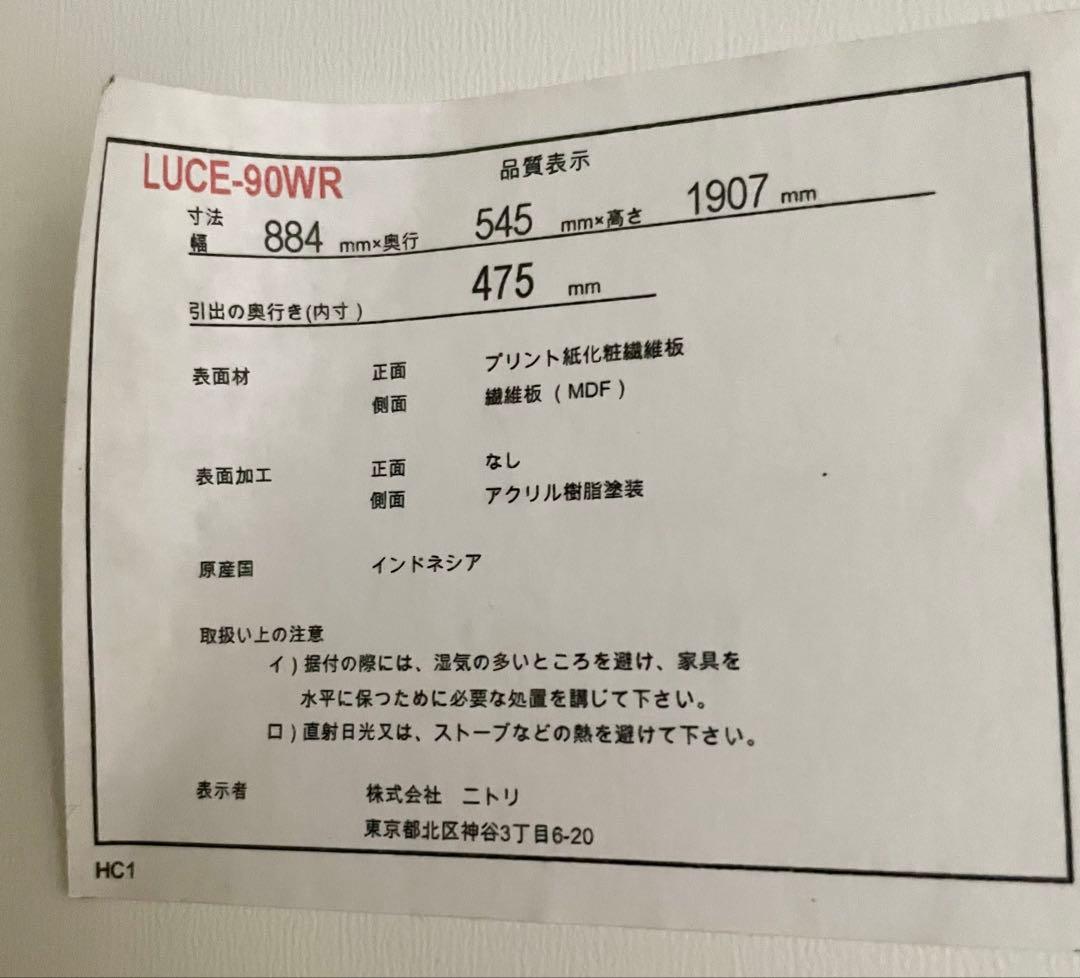 LUCE-90WR 品質表示
寸法
幅 884 mm×奥行 545 mm×高さ 1907 mm
引出の奥行き(内寸) 475 mm
表面材 正面 プリント紙化粧繊維板
側面 繊維板（MDF）
表面加工 正面 なし
側面 アクリル樹脂塗装
原産国 インドネシア
取扱い上の注意
イ)据付の際には、湿気の多いところを避け、家具を
水平に保つために必要な処置を講じて下さい。
ロ)直射日光又は、ストーブなどの熱を避けて下さい。
表示者 株式会社 ニトリ
東京都北区神谷3丁目6-20
HC1